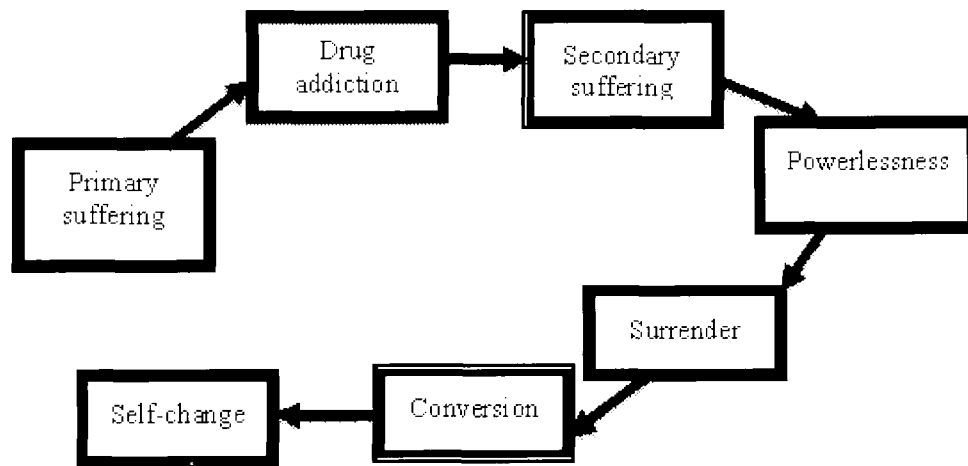 Primary
suffering
Drug
addiction
Secondary
suffering
Powerlessness
Surrender
Conversion
Self-change